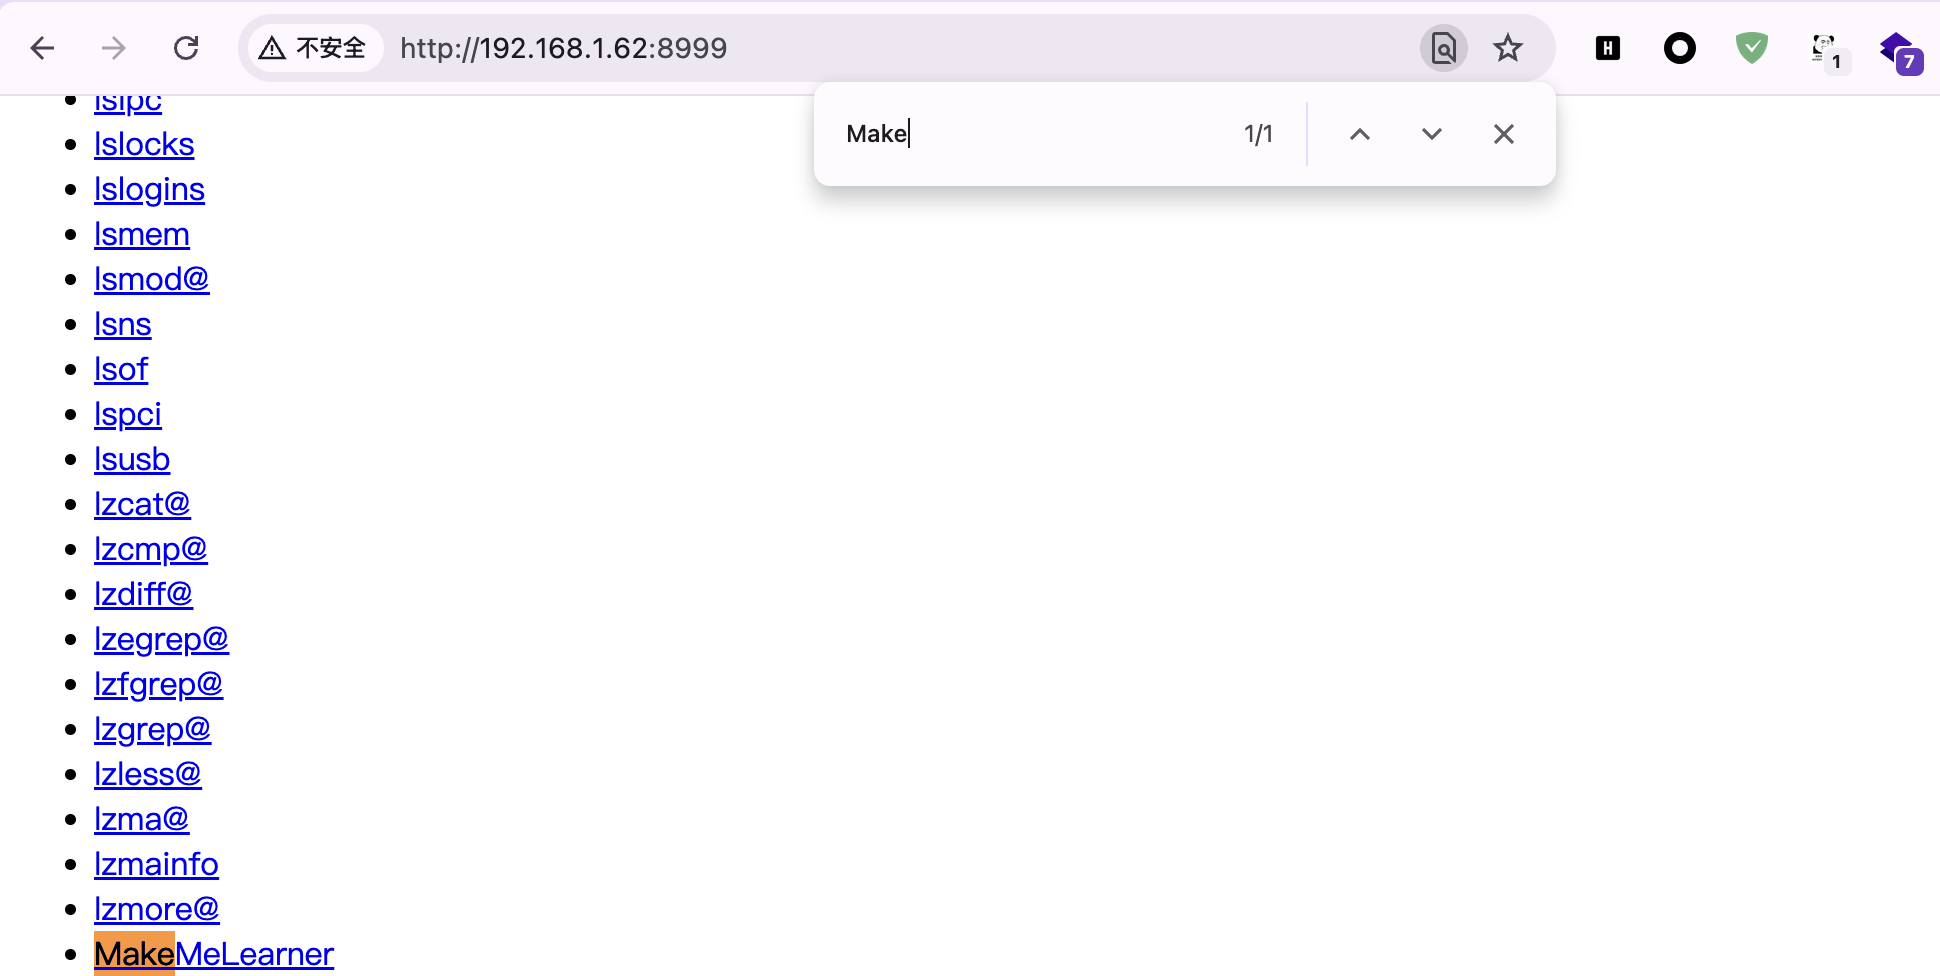 不安全 http://192.168.1.62:8999
H
1
7
Make 1/1
lsipc
lslocks
lslogins
lsmem
lsmod@
lsns
lsof
lspci
lsusb
lzcat@
lzcmp@
lzdiff@
lzegrep@
lzfgrep@
lzgrep@
lzless@
lzma@
lzmainfo
lzmore@
MakeMeLearner